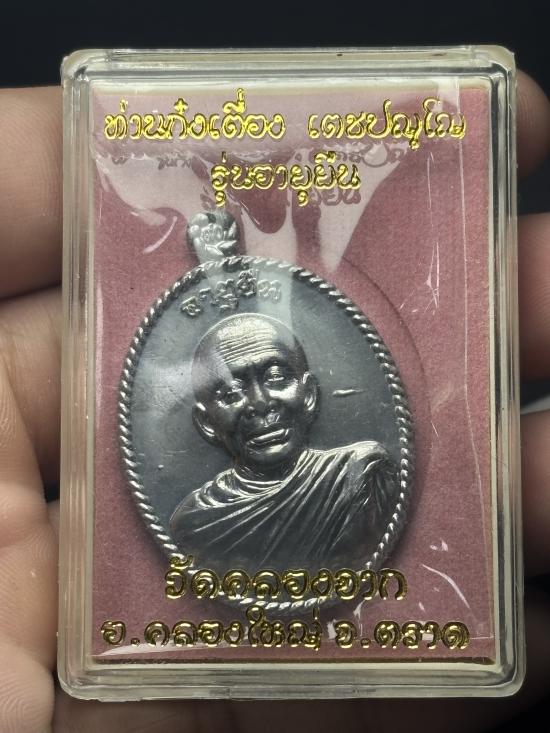 ท่านก๋งเตื่อง เตชปญฺโญ
รุ่นอายุยืน
อายุยืน
วัดคลองจาก
อ.คลองใหญ่ จ.ตราด